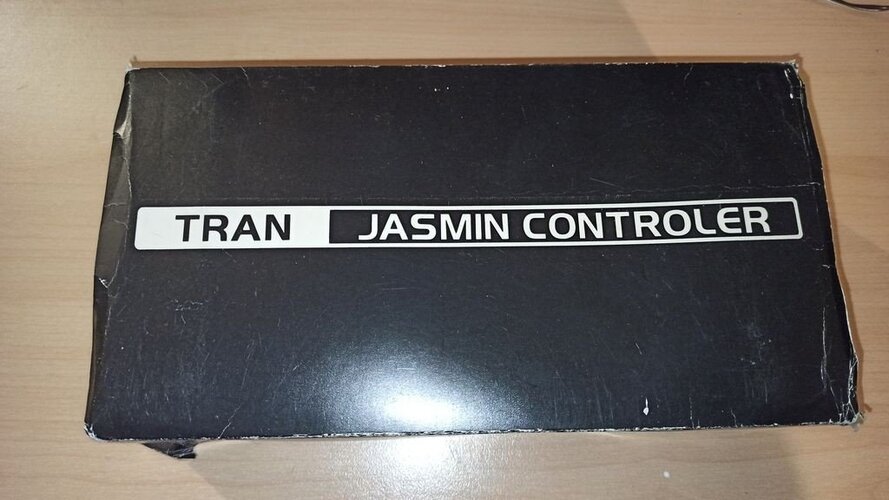 TRAN JASMIN CONTROLER